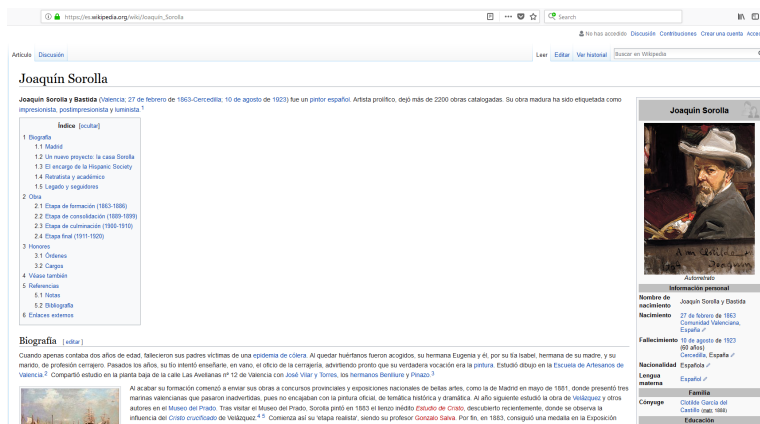 https://es.wikipedia.org/wiki/Joaquín_Sorolla
Search
No has accedido Discusión Contribuciones Crear una cuenta Acced
Artículo Discusión
Leer Editar Ver historial Buscar en Wikipedia
Joaquín Sorolla
Joaquín Sorolla y Bastida (Valencia; 27 de febrero de 1863-Cercedilla; 10 de agosto de 1923) fue un pintor español. Artista prolífico, dejó más de 2200 obras catalogadas. Su obra madura ha sido etiquetada como
impresionista, postimpresionista y luminista.1
Índice [ocultar]
1 Biografía
1.1 Madrid
1.2 Un nuevo proyecto: la casa Sorolla
1.3 El encargo de la Hispanic Society
1.4 Retratista y académico
1.5 Legado y seguidores
2 Obra
2.1 Etapa de formación (1863-1886)
2.2 Etapa de consolidación (1889-1899)
2.3 Etapa de culminación (1900-1910)
2.4 Etapa final (1911-1920)
3 Honores
3.1 Órdenes
3.2 Cargos
4 Véase también
5 Referencias
5.1 Notas
5.2 Bibliografía
6 Enlaces externos
Joaquín Sorolla
Autorretrato
Información personal
Nombre de
nacimiento
Joaquín Sorolla y Bastida
Nacimiento 27 de febrero de 1863
Comunidad Valenciana,
España
Fallecimiento 10 de agosto de 1923
(60 años)
Cercedilla, España
Nacionalidad Española
Lengua
materna
Español
Familia
Cónyuge Clotilde García del
Castillo (matr. 1888)
Educación
Biografía [editar]
Cuando apenas contaba dos años de edad, fallecieron sus padres víctimas de una epidemia de cólera. Al quedar huérfanos fueron acogidos, su hermana Eugenia y él, por su tía Isabel, hermana de su madre, y su
marido, de profesión cerrajero. Pasados los años, su tío intentó enseñarle, en vano, el oficio de la cerrajería, advirtiendo pronto que su verdadera vocación era la pintura. Estudió dibujo en la Escuela de Artesanos de
Valencia.2 Compartió estudio en la planta baja de la calle Las Avellanas nº 12 de Valencia con José Vilar y Torres, los hermanos Benlliure y Pinazo.3
Al acabar su formación comenzó a enviar sus obras a concursos provinciales y exposiciones nacionales de bellas artes, como la de Madrid en mayo de 1881, donde presentó tres
marinas valencianas que pasaron inadvertidas, pues no encajaban con la pintura oficial, de temática histórica y dramática. Al año siguiente estudió la obra de Velázquez y otros
autores en el Museo del Prado. Tras visitar el Museo del Prado, Sorolla pintó en 1883 el lienzo inédito Estudio de Cristo, descubierto recientemente, donde se observa la
influencia del Cristo crucificado de Velázquez.4 5 Comienza así su 'etapa realista', siendo su profesor Gonzalo Salva. Por fin, en 1883, consiguió una medalla en la Exposición